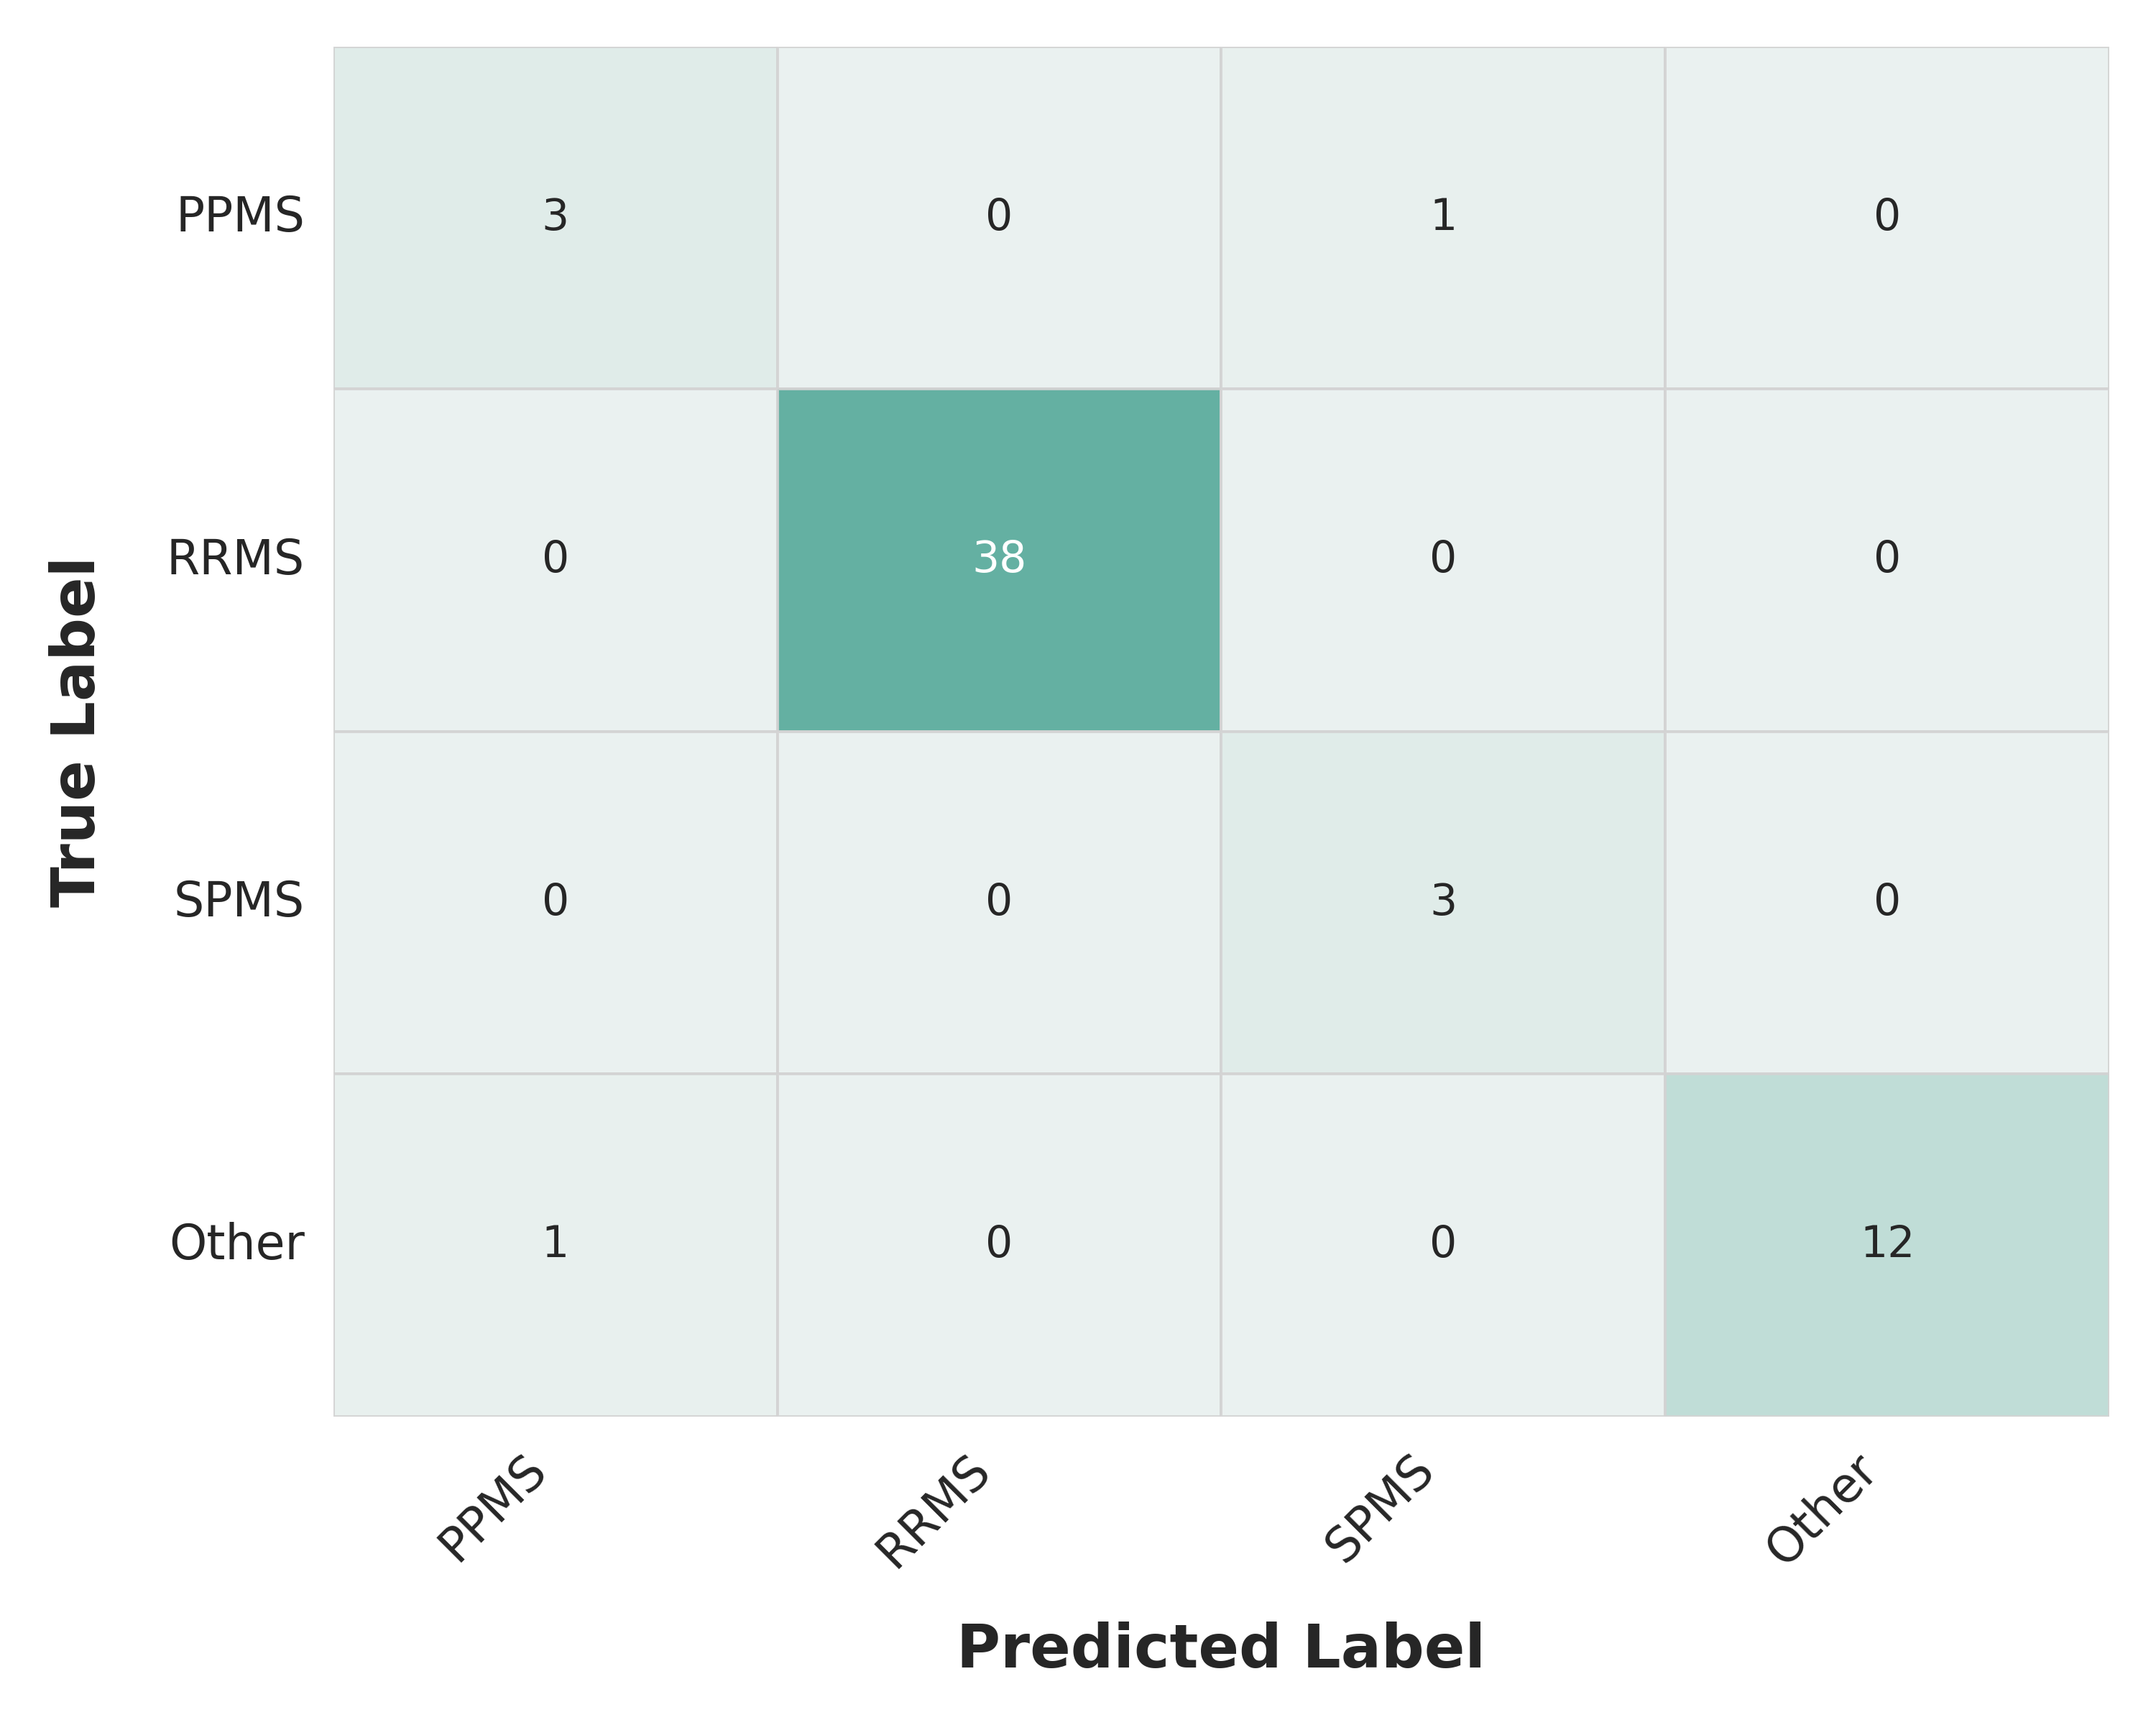 True Label
PPMS 3 0 1 0
RRMS 0 38 0 0
SPMS 0 0 3 0
Other 1 0 0 12
PPMS RRMS SPMS Other
Predicted Label